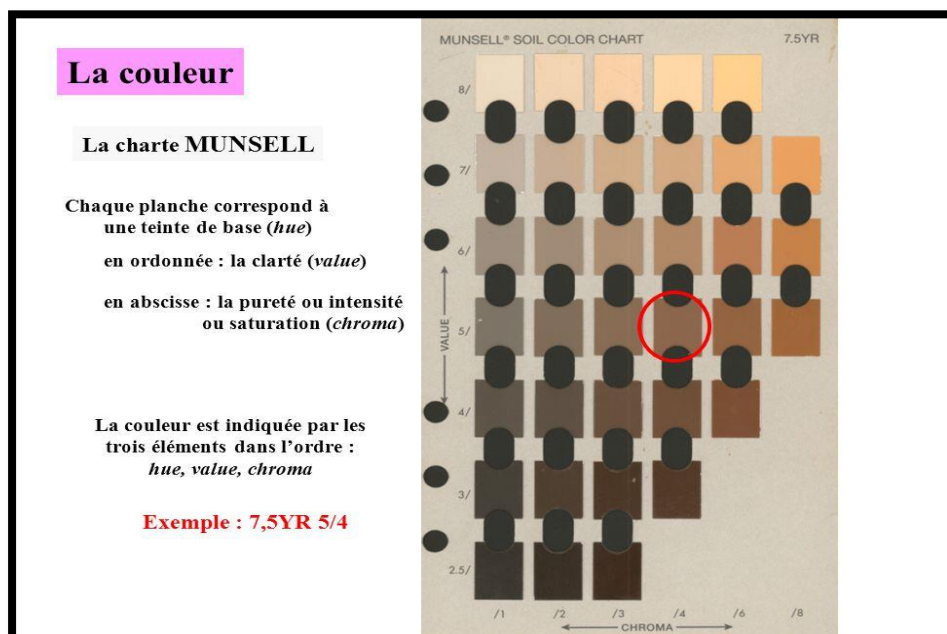 La couleur
La charte MUNSELL
Chaque planche correspond à
une teinte de base (hue)
en ordonnée : la clarté (value)
en abscisse : la pureté ou intensité
ou saturation (chroma)
La couleur est indiquée par les
trois éléments dans l’ordre :
hue, value, chroma
Exemple : 7,5YR 5/4
MUNSELL® SOIL COLOR CHART 7.5YR
8/
7/
6/
5/
VALUE
4/
3/
2.5/
/1 /2 /3 /4 /6 /8
CHROMA